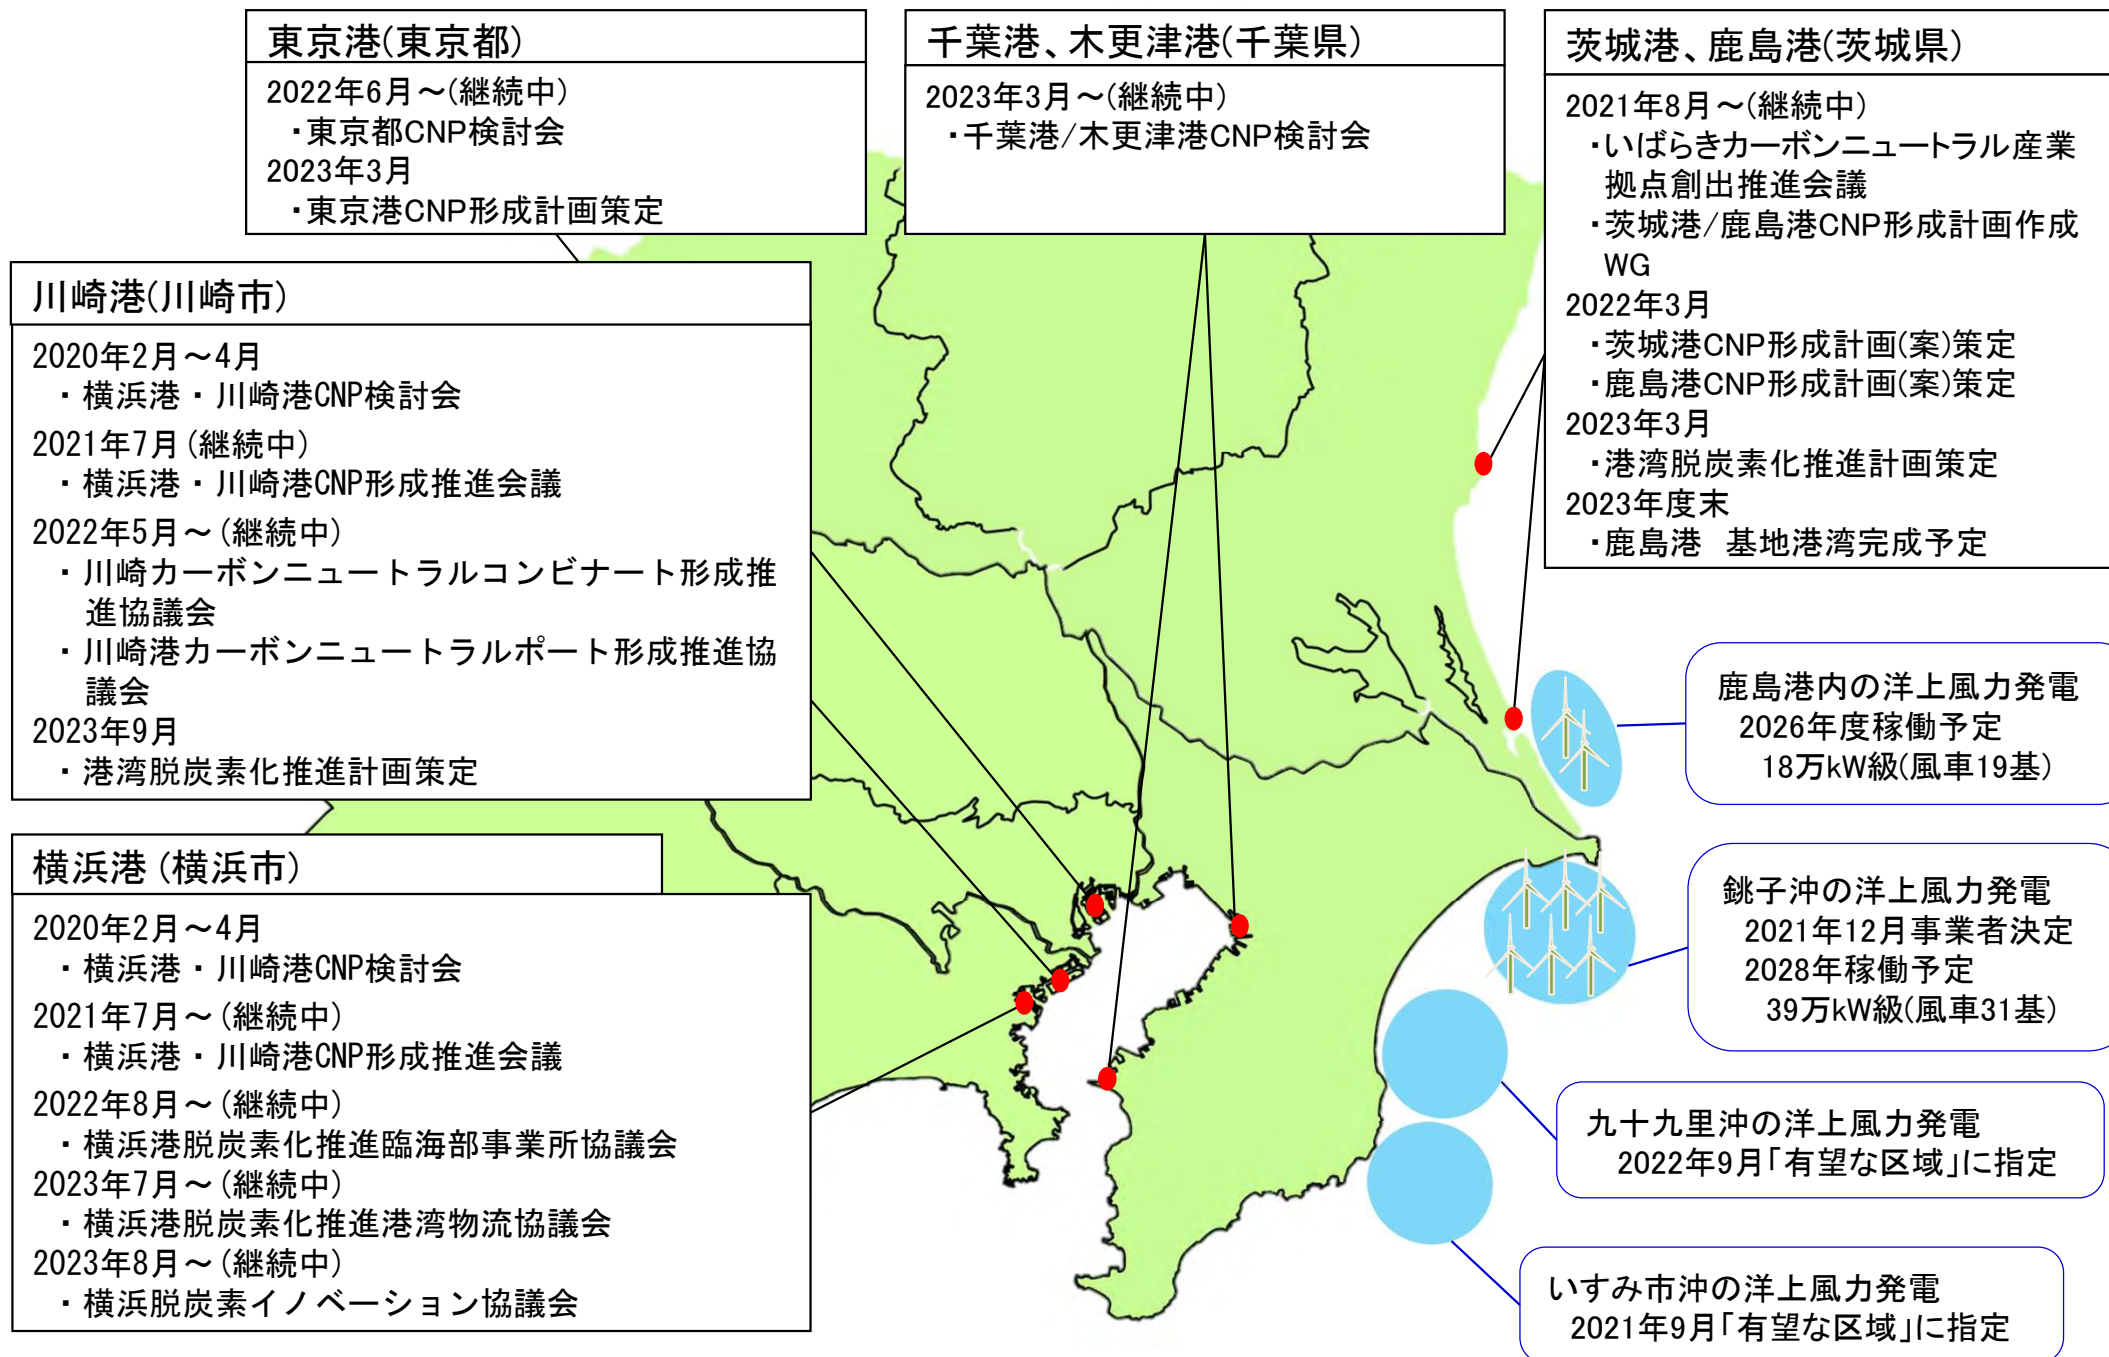 東京港(東京都)
2022年6月～(継続中)
・東京都CNP検討会
2023年3月
・東京港CNP形成計画策定
千葉港、木更津港(千葉県)
2023年3月～(継続中)
・千葉港/木更津港CNP検討会
茨城港、鹿島港(茨城県)
2021年8月～(継続中)
・いばらきカーボンニュートラル産業
拠点創出推進会議
・茨城港/鹿島港CNP形成計画作成
WG
2022年3月
・茨城港CNP形成計画(案)策定
・鹿島港CNP形成計画(案)策定
2023年3月
・港湾脱炭素化推進計画策定
2023年度末
・鹿島港　基地港湾完成予定
川崎港(川崎市)
2020年2月～4月
・横浜港・川崎港CNP検討会
2021年7月(継続中)
・横浜港・川崎港CNP形成推進会議
2022年5月～(継続中)
・川崎カーボンニュートラルコンビナート形成推
進協議会
・川崎港カーボンニュートラルポート形成推進協
議会
2023年9月
・港湾脱炭素化推進計画策定
横浜港(横浜市)
2020年2月～4月
・横浜港・川崎港CNP検討会
2021年7月～(継続中)
・横浜港・川崎港CNP形成推進会議
2022年8月～(継続中)
・横浜港脱炭素化推進臨海部事業所協議会
2023年7月～(継続中)
・横浜港脱炭素化推進港湾物流協議会
2023年8月～(継続中)
・横浜脱炭素イノベーション協議会
鹿島港内の洋上風力発電
2026年度稼働予定
18万kW級(風車19基)
銚子沖の洋上風力発電
2021年12月事業者決定
2028年稼働予定
39万kW級(風車31基)
九十九里沖の洋上風力発電
2022年9月「有望な区域」に指定
いすみ市沖の洋上風力発電
2021年9月「有望な区域」に指定